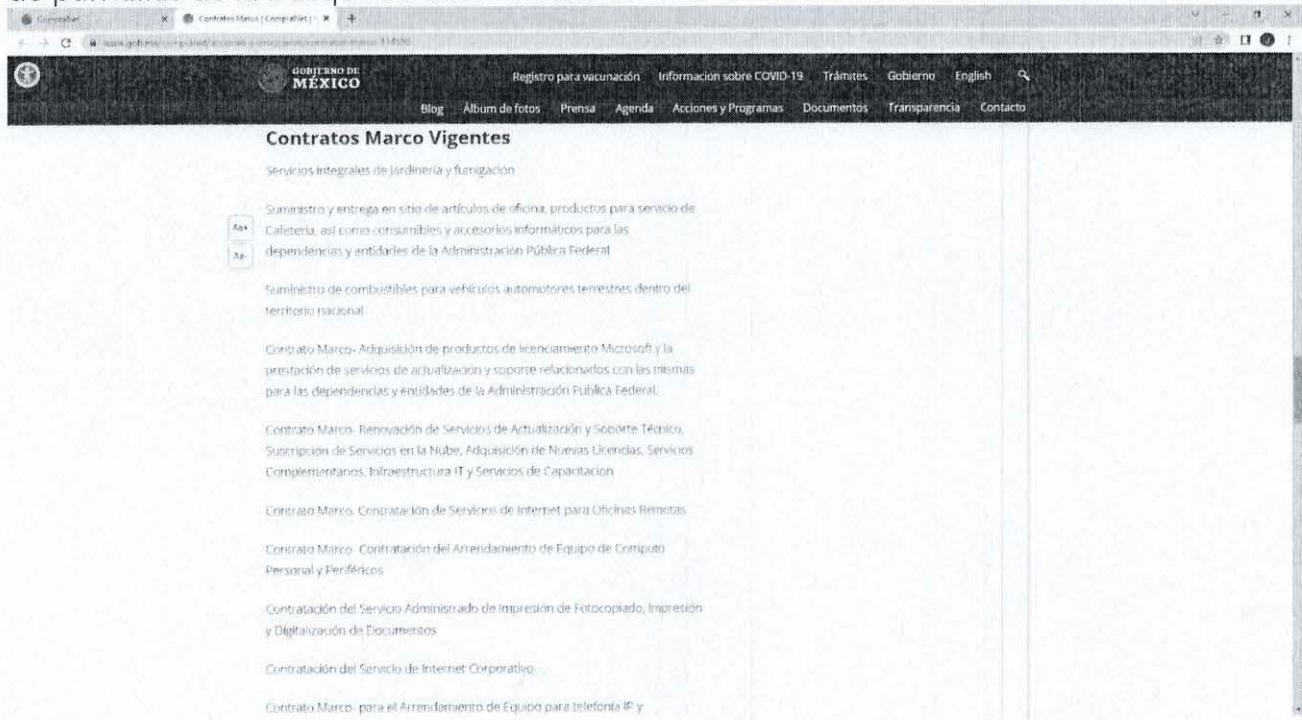 CompraNet
Contratos Marco | CompraNet |
GOBIERNO DE
MÉXICO
Registro para vacunación Información sobre COVID-19 Trámites Gobierno English
Blog Álbum de fotos Prensa Agenda Acciones y Programas Documentos Transparencia Contacto
Contratos Marco Vigentes
Servicios integrales de jardinería y fumigación
Suministro y entrega en sitio de artículos de oficina, productos para servicio de
Aa+
Cafetería, así como consumibles y accesorios informáticos para las
Aa-
dependencias y entidades de la Administración Pública Federal
Suministro de combustibles para vehículos automotores terrestres dentro del
territorio nacional
Contrato Marco- Adquisición de productos de licenciamiento Microsoft y la
prestación de servicios de actualización y soporte relacionados con las mismas
para las dependencias y entidades de la Administración Pública Federal.
Contrato Marco- Renovación de Servicios de Actualización y Soporte Técnico,
Suscripción de Servicios en la Nube, Adquisición de Nuevas Licencias, Servicios
Complementarios, Infraestructura IT y Servicios de Capacitación
Contrato Marco. Contratación de Servicios de Internet para Oficinas Remotas
Contrato Marco- Contratación del Arrendamiento de Equipo de Computo
Personal y Periféricos
Contratación del Servicio Administrado de Impresión de Fotocopiado, Impresión
y Digitalización de Documentos
Contratación del Servicio de Internet Corporativo
Contrato Marco- para el Arrendamiento de Equipo para telefonía IP y